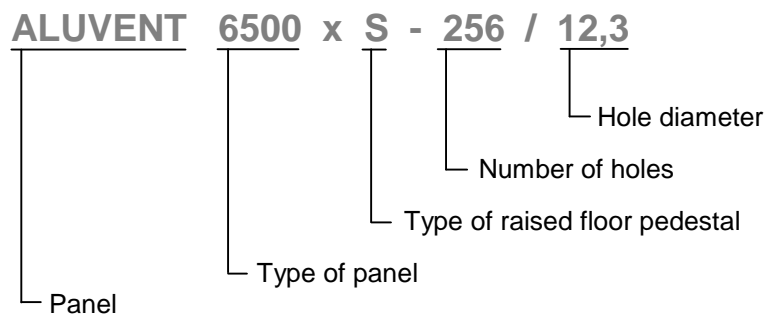 ALUVENT 6500 x S - 256 / 12,3
Hole diameter
Number of holes
Type of raised floor pedestal
Type of panel
Panel